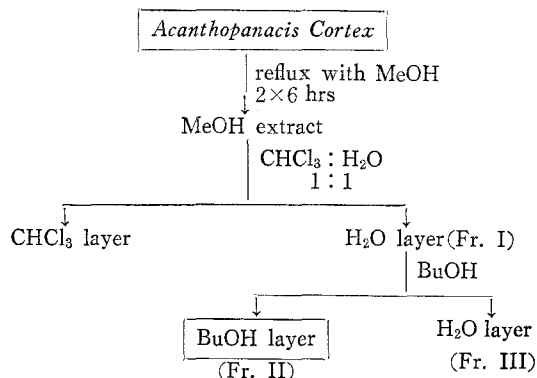 Acanthopanacis Cortex
reflux with MeOH
2×6 hrs
MeOH extract
CHCl₃ : H₂O
1 : 1
CHCl₃ layer
H₂O layer(Fr. I)
BuOH
BuOH layer
(Fr. II)
H₂O layer
(Fr. III)